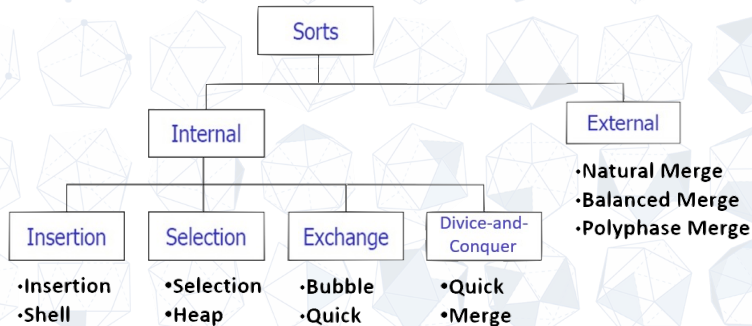 Sorts
Internal
External
·Natural Merge
·Balanced Merge
·Polyphase Merge
Insertion
Selection
Exchange
Divice-and-
Conquer
·Insertion
·Shell
•Selection
•Heap
·Bubble
·Quick
•Quick
•Merge